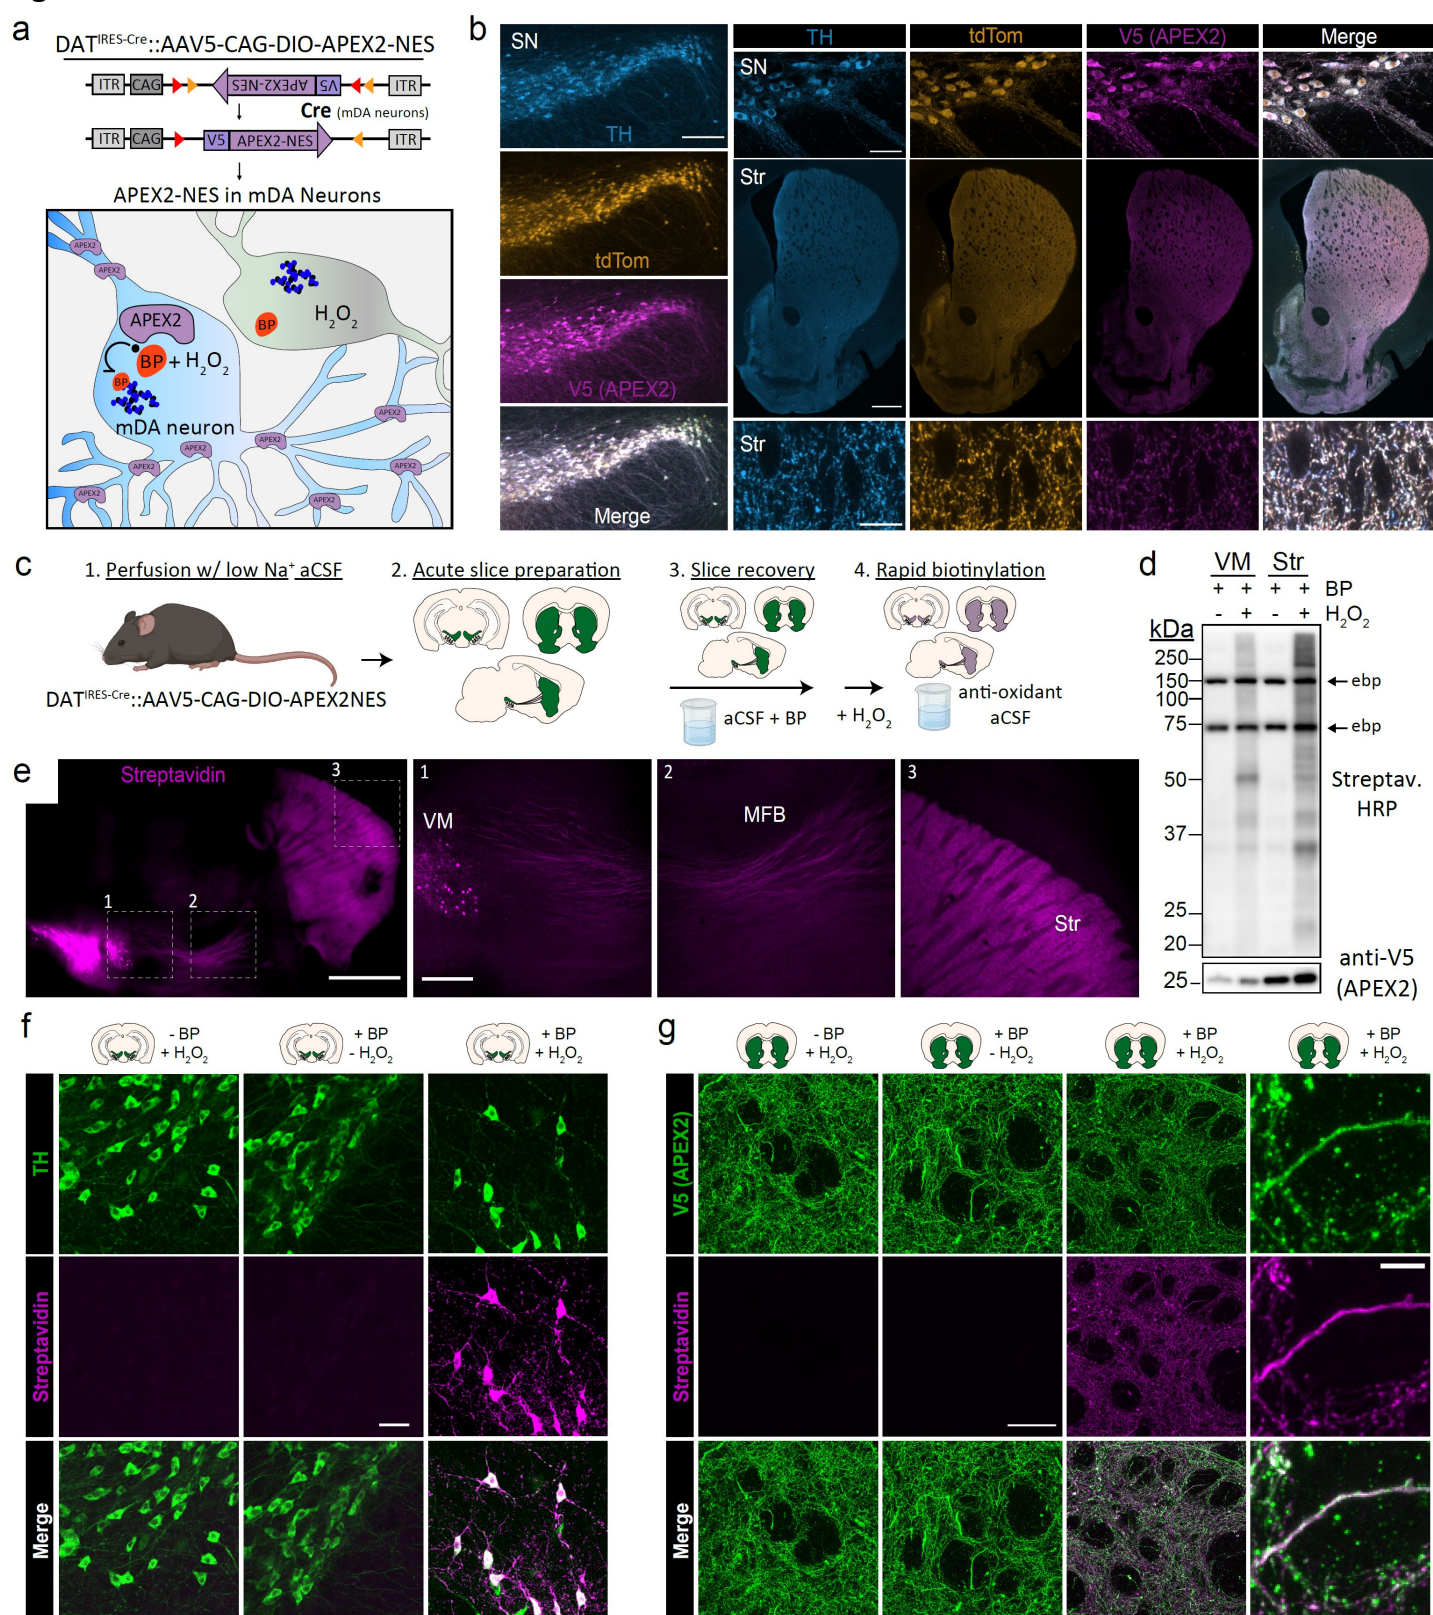 a
DAT^IRES-Cre::AAV5-CAG-DIO-APEX2-NES
ITR CAG APEX2-NES V5 ITR
Cre (mDA neurons)
ITR CAG V5 APEX2-NES ITR
APEX2-NES in mDA Neurons
APEX2
APEX2
APEX2
BP + H₂O₂
BP
mDA neuron
H₂O₂
BP
APEX2
APEX2
APEX2
APEX2
APEX2
APEX2
APEX2
b
SN
TH
tdTom
V5 (APEX2)
Merge
TH tdTom V5 (APEX2) Merge
SN
Str
Str
c
1. Perfusion w/ low Na⁺ aCSF
DAT^IRES-Cre::AAV5-CAG-DIO-APEX2NES
2. Acute slice preparation
3. Slice recovery
aCSF + BP
+ H₂O₂
4. Rapid biotinylation
anti-oxidant
aCSF
d
VM Str
+ + + + BP
- + - + H₂O₂
kDa
250
150
100
75
50
37
25
20
25
ebp
ebp
Streptav.
HRP
anti-V5
(APEX2)
e
Streptavidin
1
2
3
1
VM
2
MFB
3
Str
f
- BP
+ H₂O₂
+ BP
- H₂O₂
+ BP
+ H₂O₂
TH
Streptavidin
Merge
g
- BP
+ H₂O₂
+ BP
- H₂O₂
+ BP
+ H₂O₂
+ BP
+ H₂O₂
V5 (APEX2)
Streptavidin
Merge